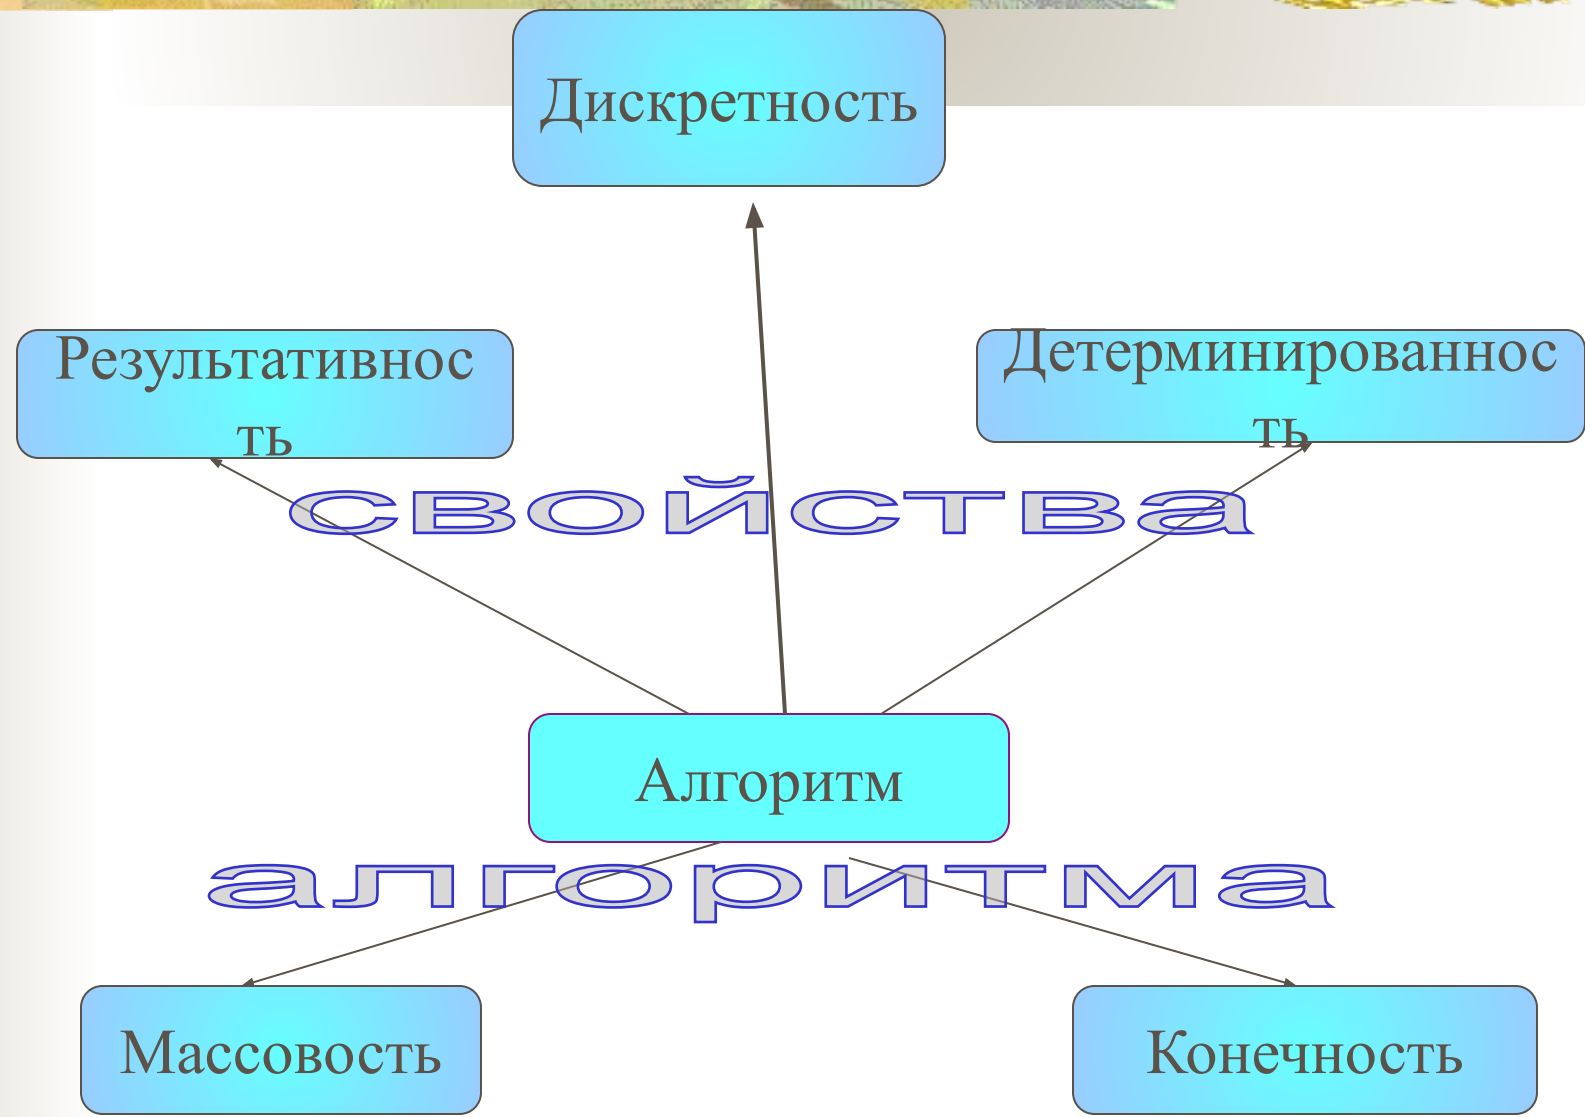 Дискретность
Результативнос
ть
Детерминированнос
ть
свойства
Алгоритм
алгоритма
Массовость
Конечность